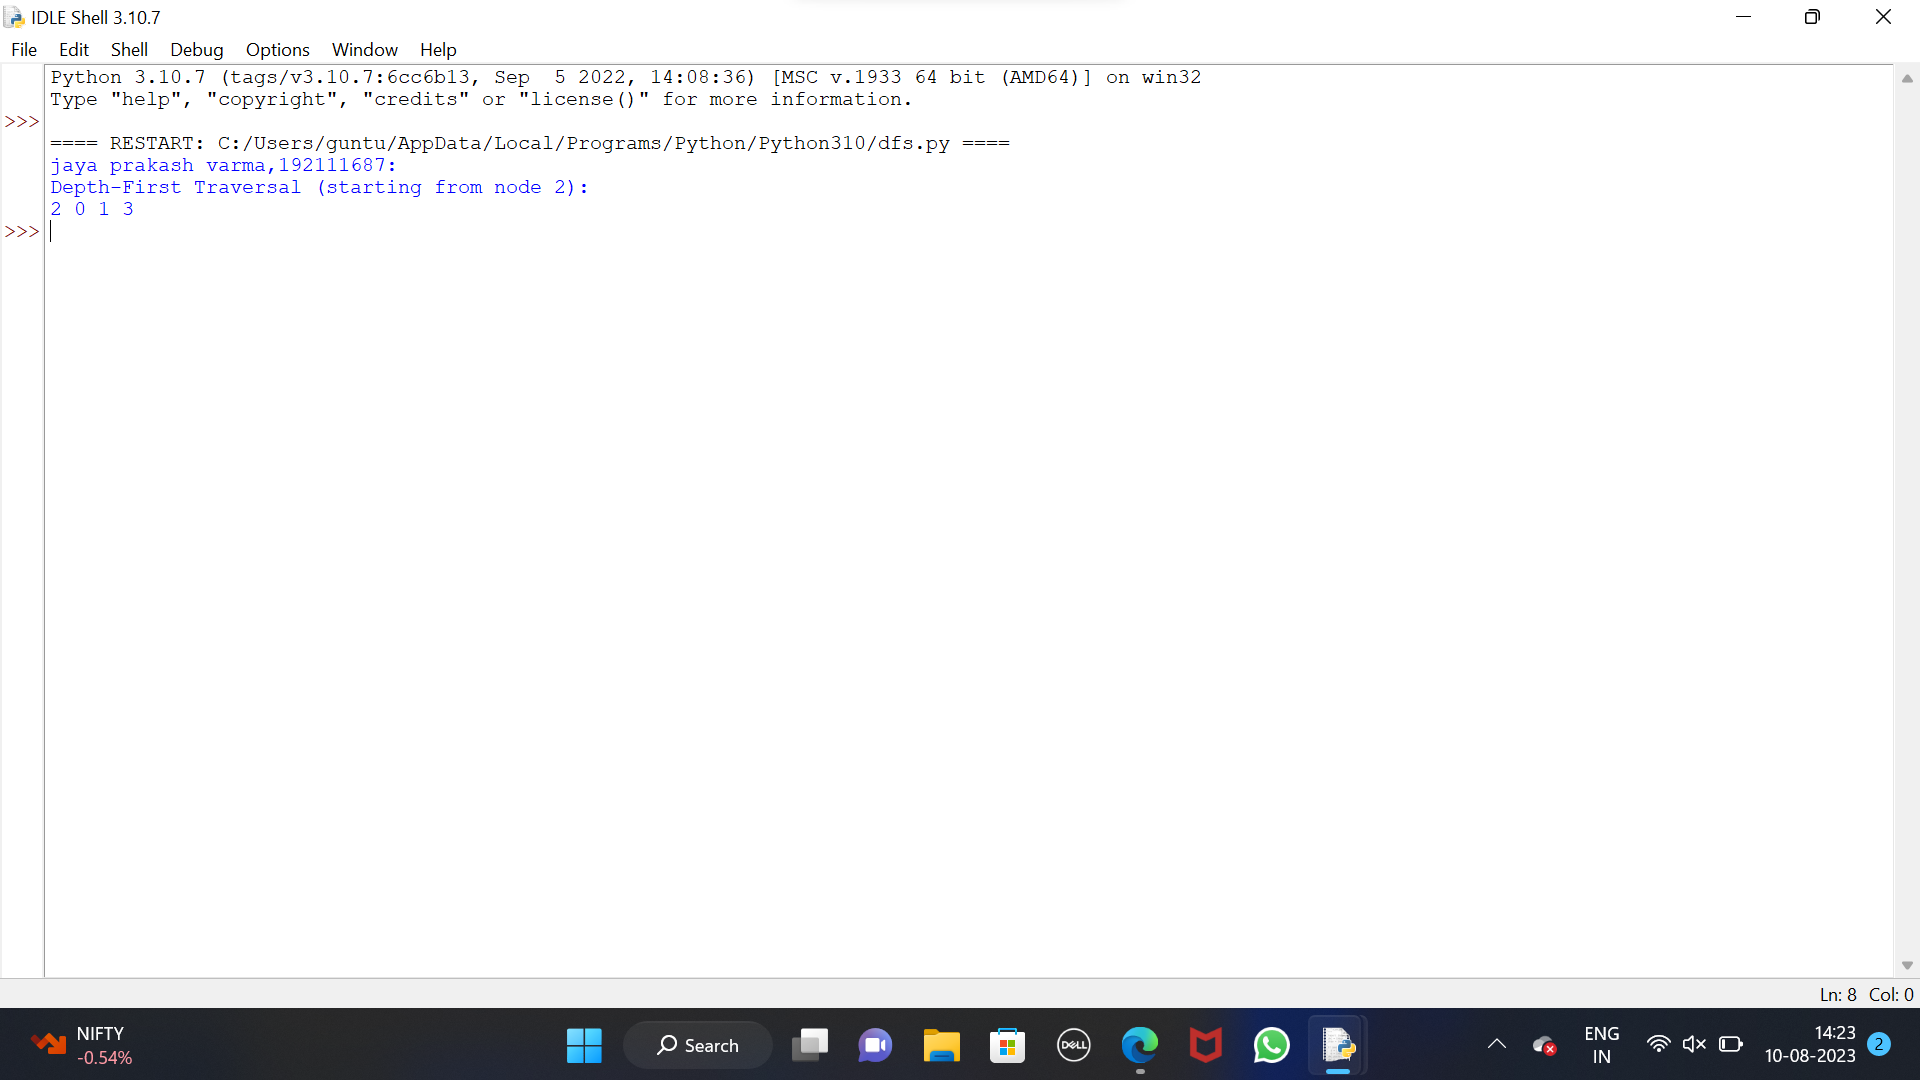 IDLE Shell 3.10.7
File Edit Shell Debug Options Window Help
Python 3.10.7 (tags/v3.10.7:6cc6b13, Sep  5 2022, 14:08:36) [MSC v.1933 64 bit (AMD64)] on win32
Type "help", "copyright", "credits" or "license()" for more information.
>>>
==== RESTART: C:/Users/guntu/AppData/Local/Programs/Python/Python310/dfs.py ====
jaya prakash varma,192111687:
Depth-First Traversal (starting from node 2):
2 0 1 3
>>>
Ln: 8 Col: 0
NIFTY
-0.54%
Search
DELL
ENG
IN
14:23
10-08-2023
2